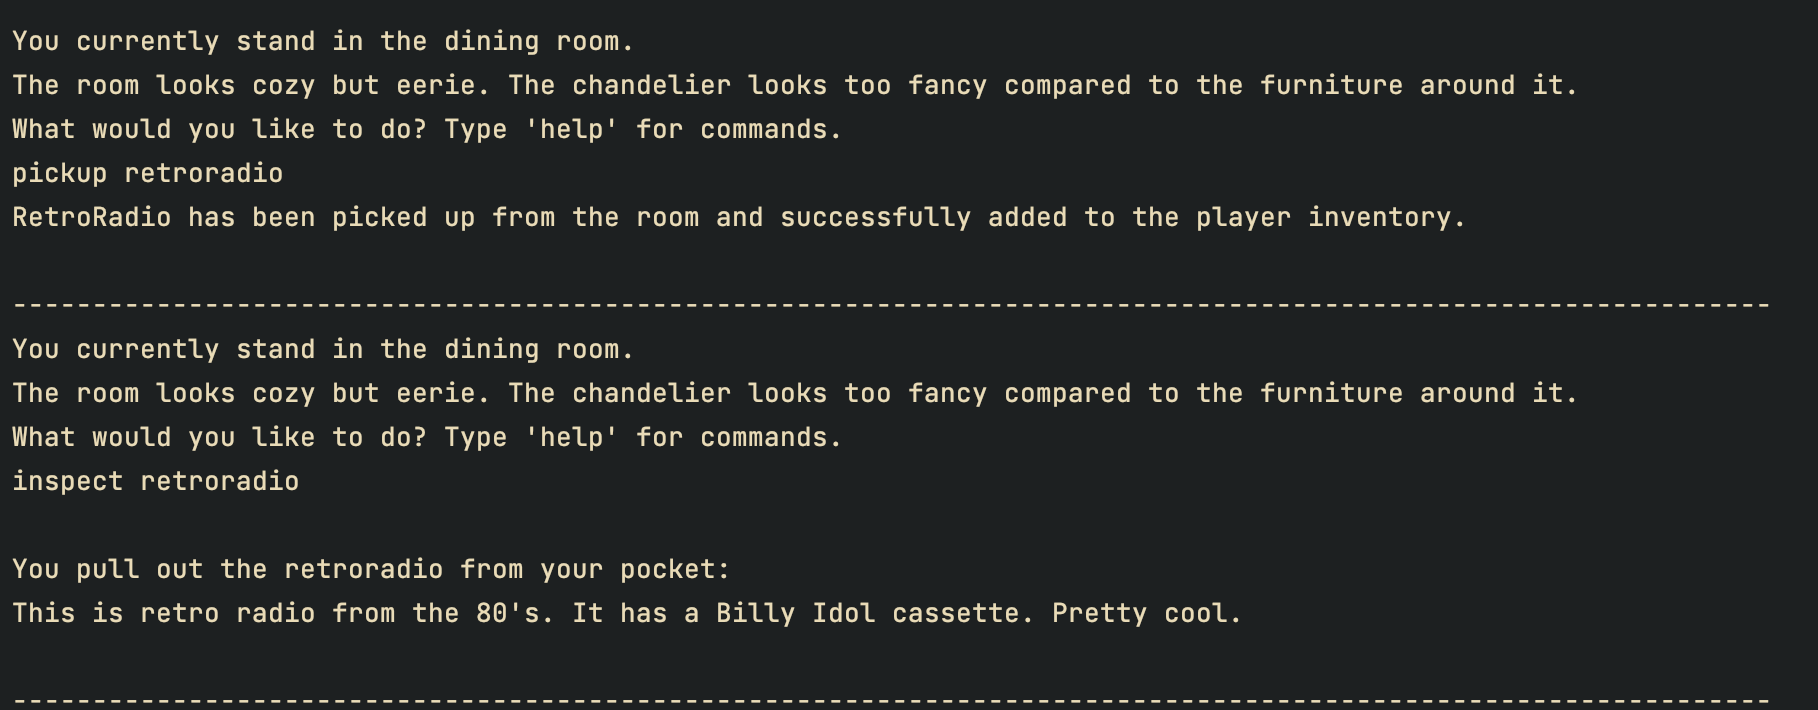 You currently stand in the dining room.
The room looks cozy but eerie. The chandelier looks too fancy compared to the furniture around it.
What would you like to do? Type 'help' for commands.
pickup retroradio
RetroRadio has been picked up from the room and successfully added to the player inventory.
--------------------------------------------------------------------------------------------------------------
You currently stand in the dining room.
The room looks cozy but eerie. The chandelier looks too fancy compared to the furniture around it.
What would you like to do? Type 'help' for commands.
inspect retroradio
You pull out the retroradio from your pocket:
This is retro radio from the 80's. It has a Billy Idol cassette. Pretty cool.
--------------------------------------------------------------------------------------------------------------